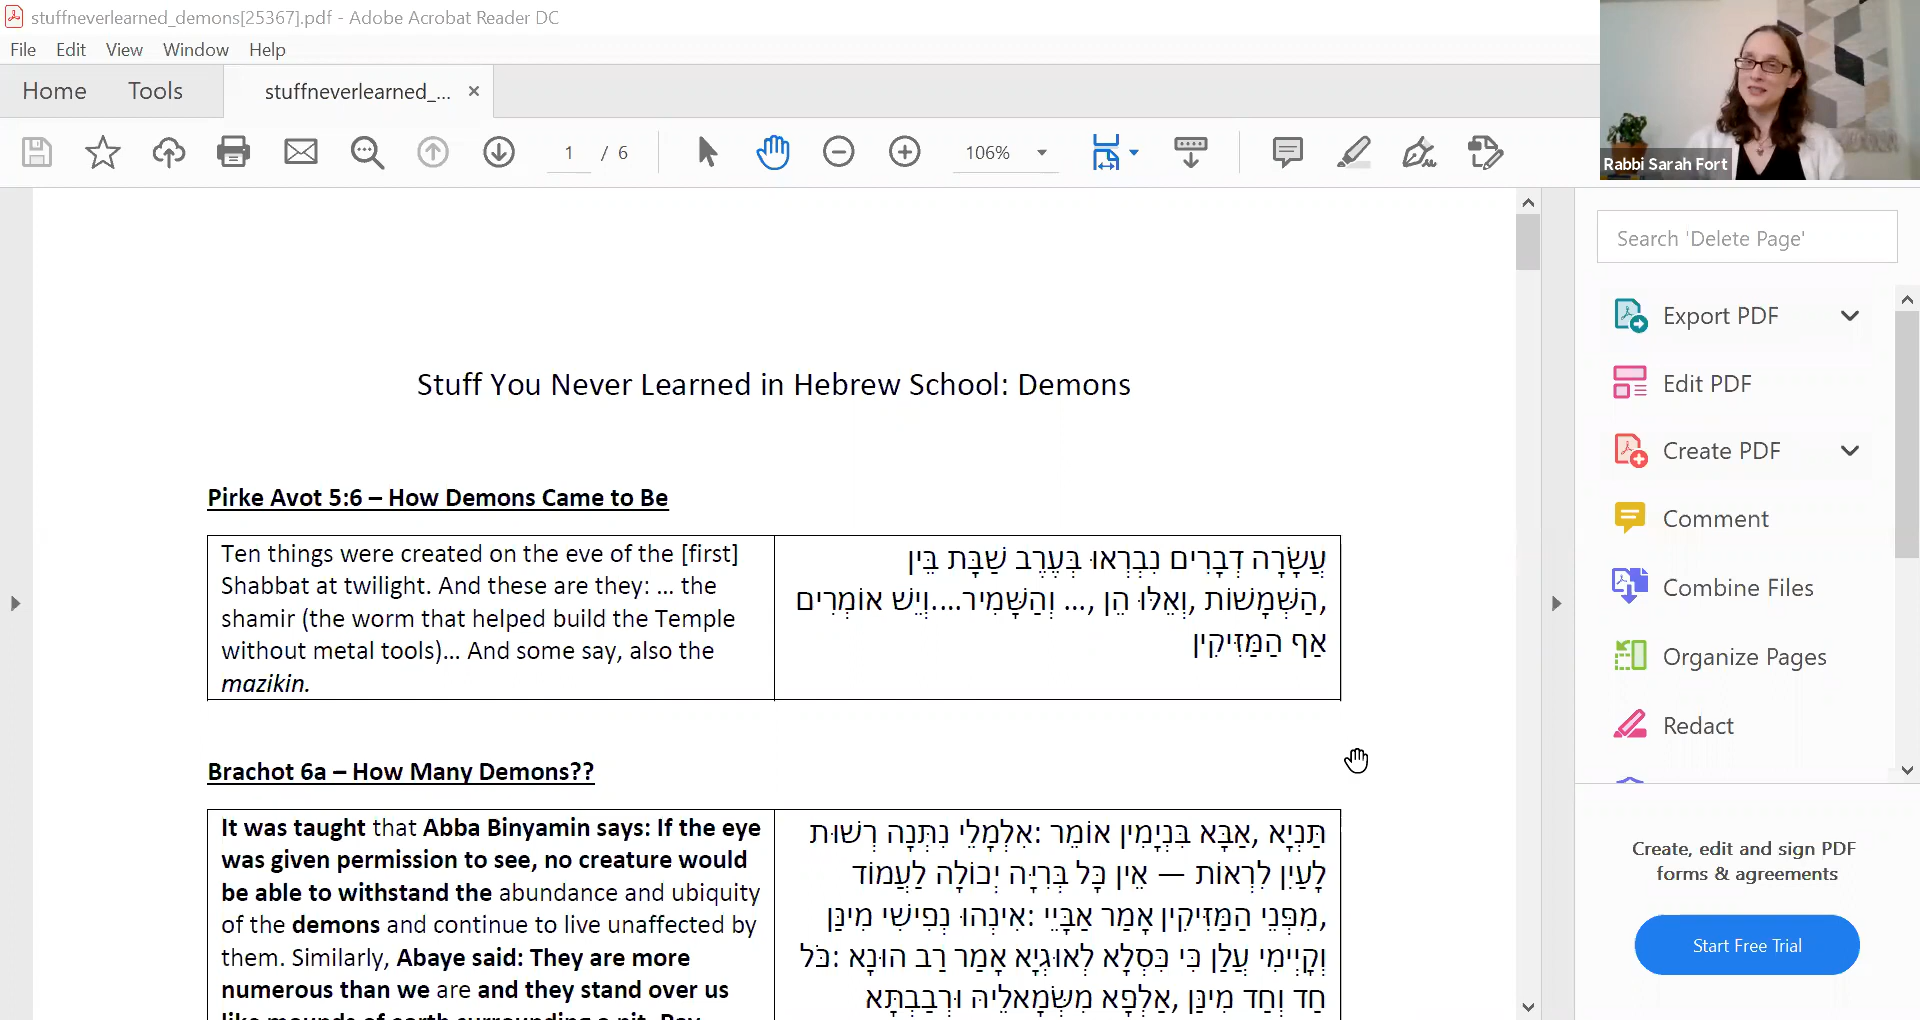 stuffneverlearned_demons[25367].pdf - Adobe Acrobat Reader DC
File Edit View Window Help
Home Tools stuffneverlearned_... ×
1 / 6 106%
Rabbi Sarah Fort
Search 'Delete Page'
Export PDF
Edit PDF
Create PDF
Comment
Combine Files
Organize Pages
Redact
Create, edit and sign PDF
forms & agreements
Start Free Trial
Stuff You Never Learned in Hebrew School: Demons
Pirke Avot 5:6 – How Demons Came to Be
Ten things were created on the eve of the [first]
Shabbat at twilight. And these are they: ... the
shamir (the worm that helped build the Temple
without metal tools)... And some say, also the
mazikin.
עֲשָׂרָה דְבָרִים נִבְרְאוּ בְּעֶרֶב שַׁבָּת בֵּין
הַשְּׁמָשׁוֹת, וְאֵלּוּ הֵן, ... וְהַשָּׁמִיר....וְיֵשׁ אוֹמְרִים,
אַף הַמַּזִּיקִין
Brachot 6a – How Many Demons??
It was taught that Abba Binyamin says: If the eye
was given permission to see, no creature would
be able to withstand the abundance and ubiquity
of the demons and continue to live unaffected by
them. Similarly, Abaye said: They are more
numerous than we are and they stand over us
like mounds of earth surrounding a pit. Rav
תַּנְיָא, אַבָּא בִּנְיָמִין אוֹמֵר: אִלְמָלֵי נִתְּנָה רְשׁוּת
לָעַיִן לִרְאוֹת — אֵין כָּל בְּרִיָּה יְכוֹלָה לַעֲמוֹד
מִפְּנֵי הַמַּזִּיקִין אָמַר אַבָּיֵי: אִינְהוּ נְפִישִׁי מִינַּן,
וְקָיְימִי עֲלַן כִּי כִּסְלָא לְאוּגְיָא אָמַר רַב הוּנָא: כֹּל
חַד וְחַד מִינַּן, אַלְפָא מִשְּׂמָאלֵיהּ וּרְבַבְתָּא